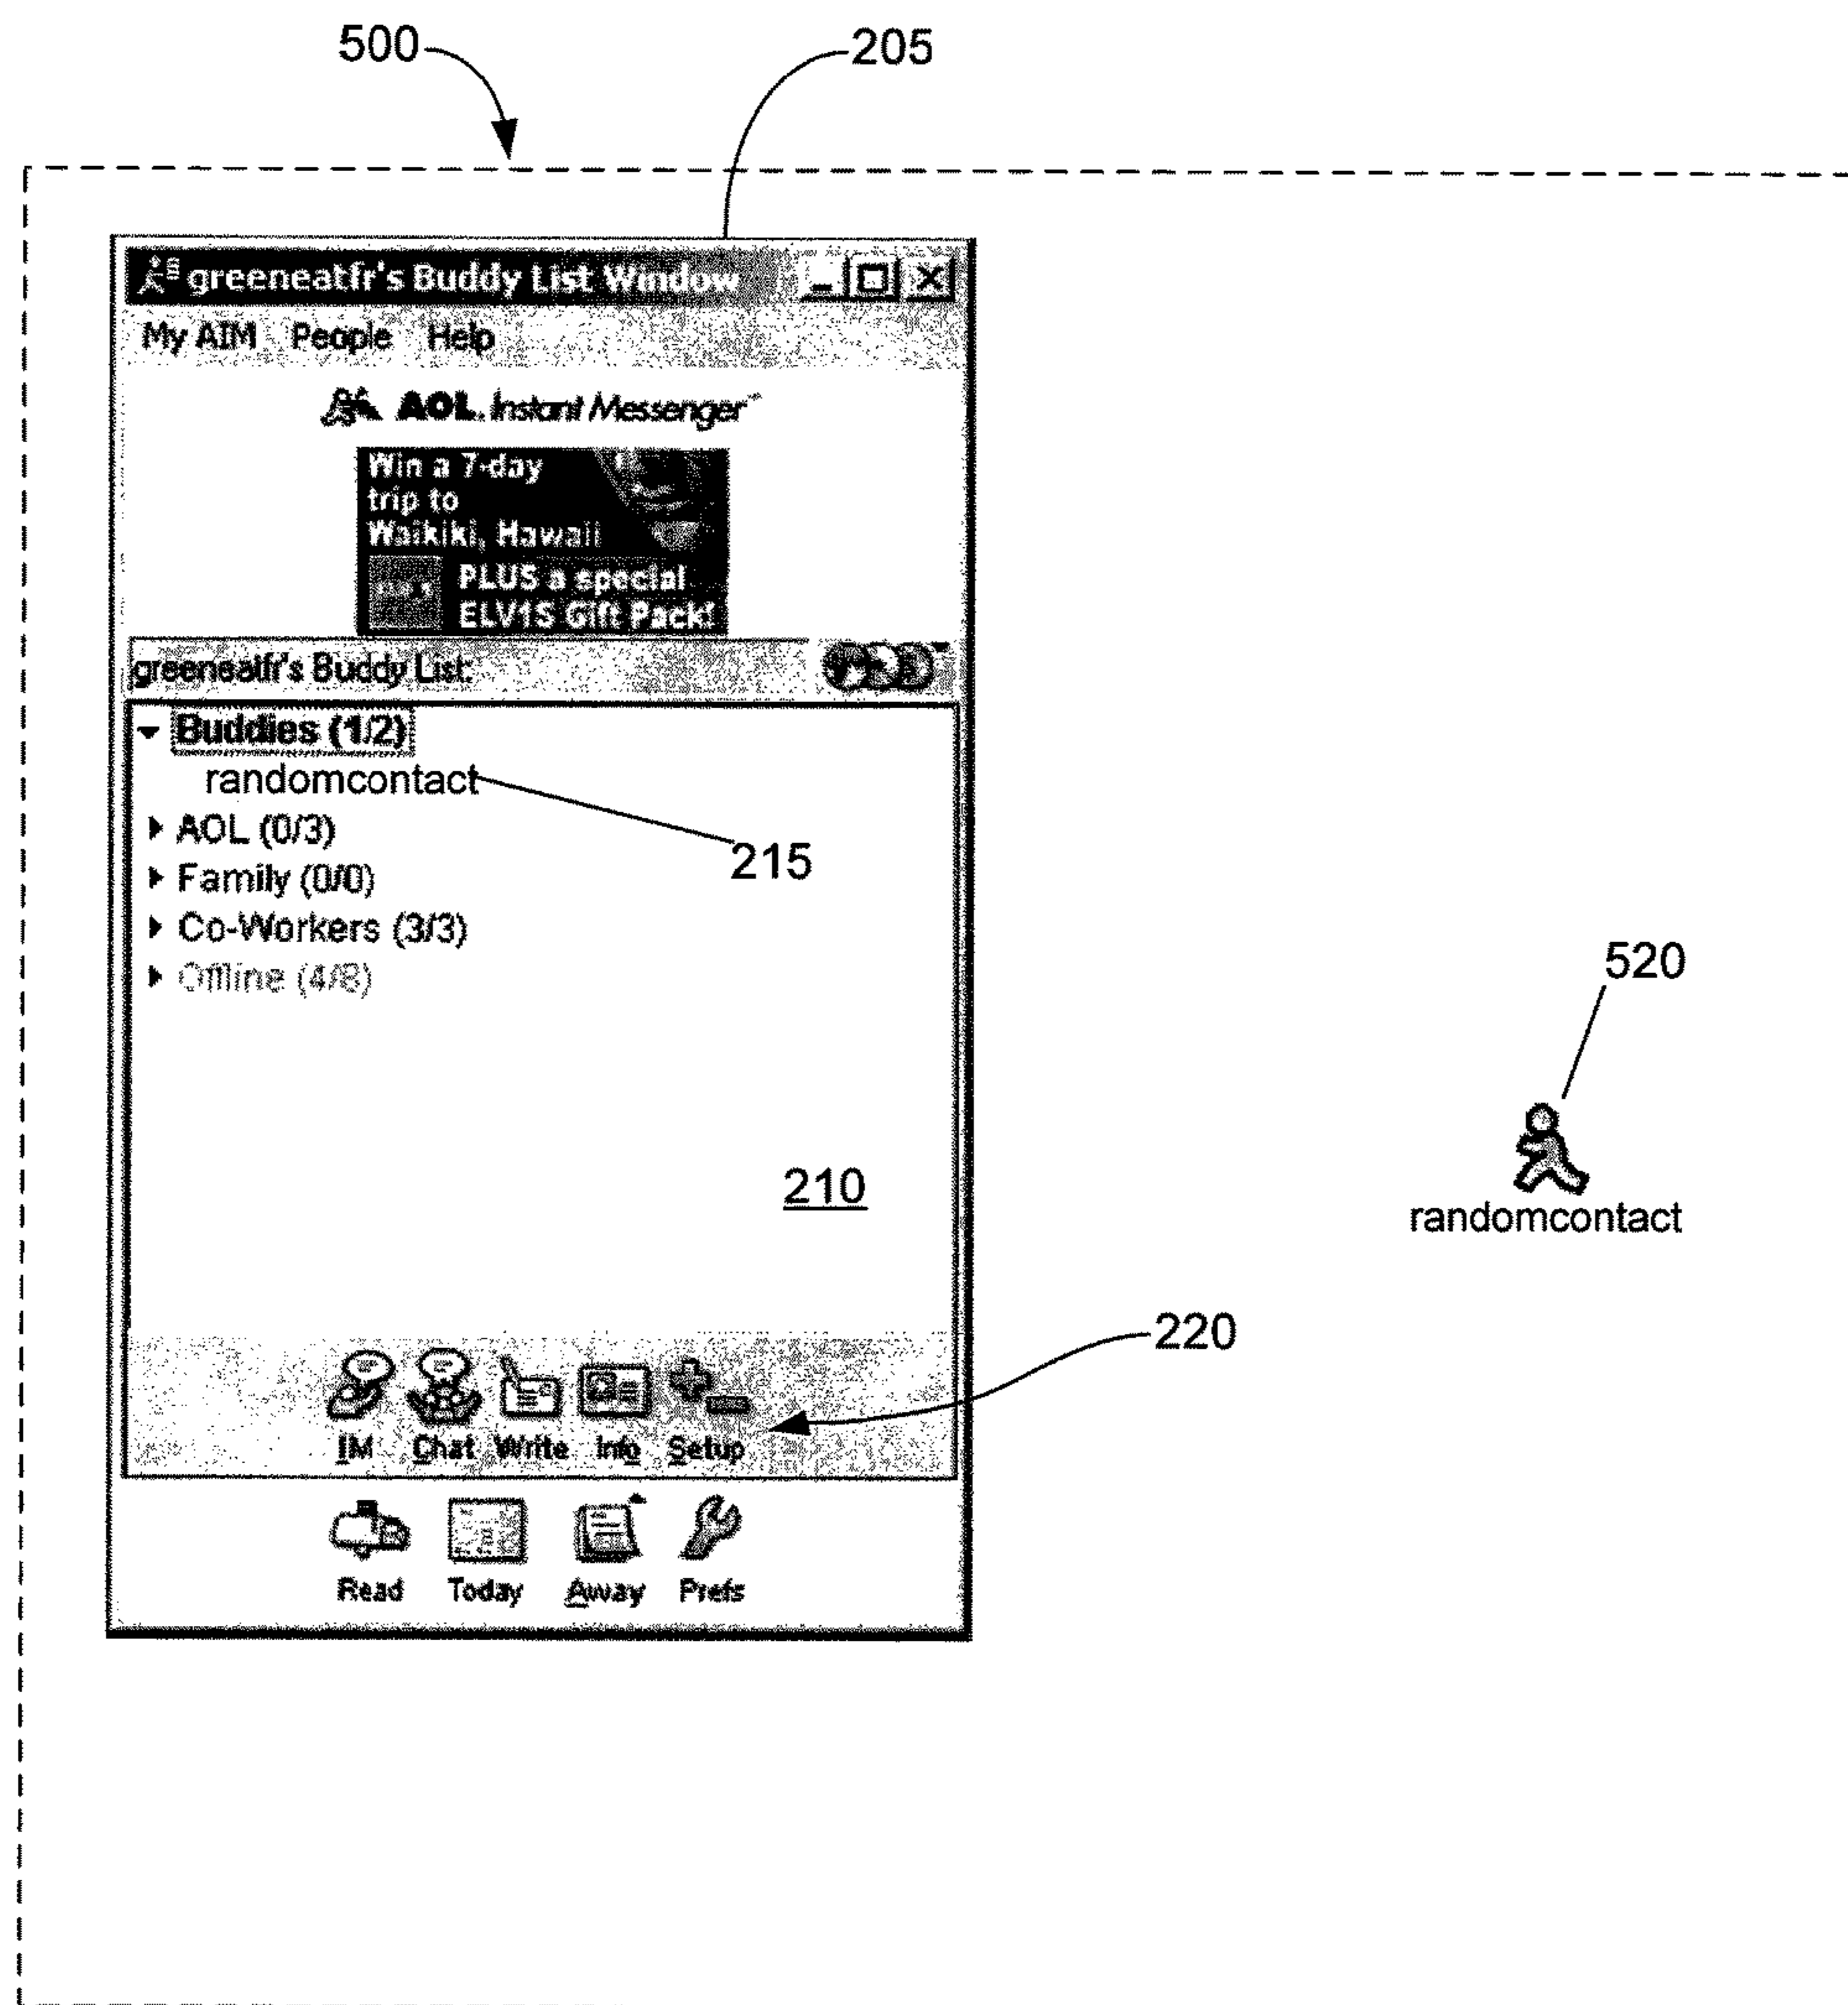 500
205
greeneatfr's Buddy List Window
My AIM People Help
AOL Instant Messenger™
Win a 7-day
trip to
Waikiki, Hawaii
PLUS a special
ELV1S Gift Pack!
greeneatfr's Buddy List:
Buddies (1/2)
randomcontact
AOL (0/3)
215
Family (0/0)
Co-Workers (3/3)
Offline (4/8)
520
210
randomcontact
220
IM Chat Write Info Setup
Read Today Away Prefs